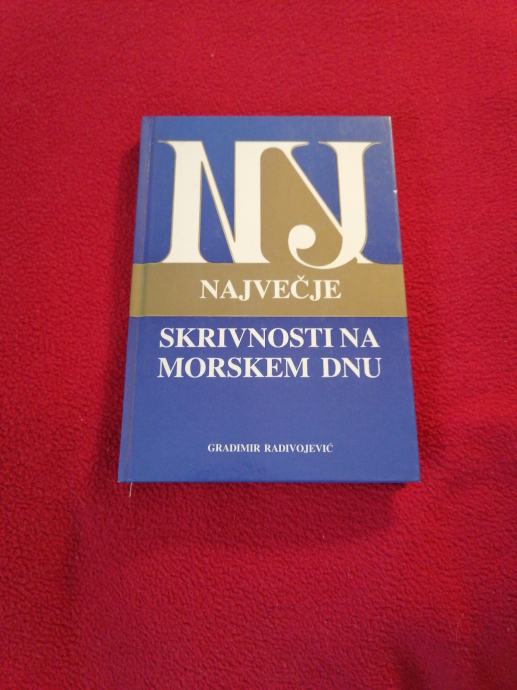 NJ
NAJVEČJE
SKRIVNOSTI NA
MORSKEM DNU
GRADIMIR RADIVOJEVIĆ